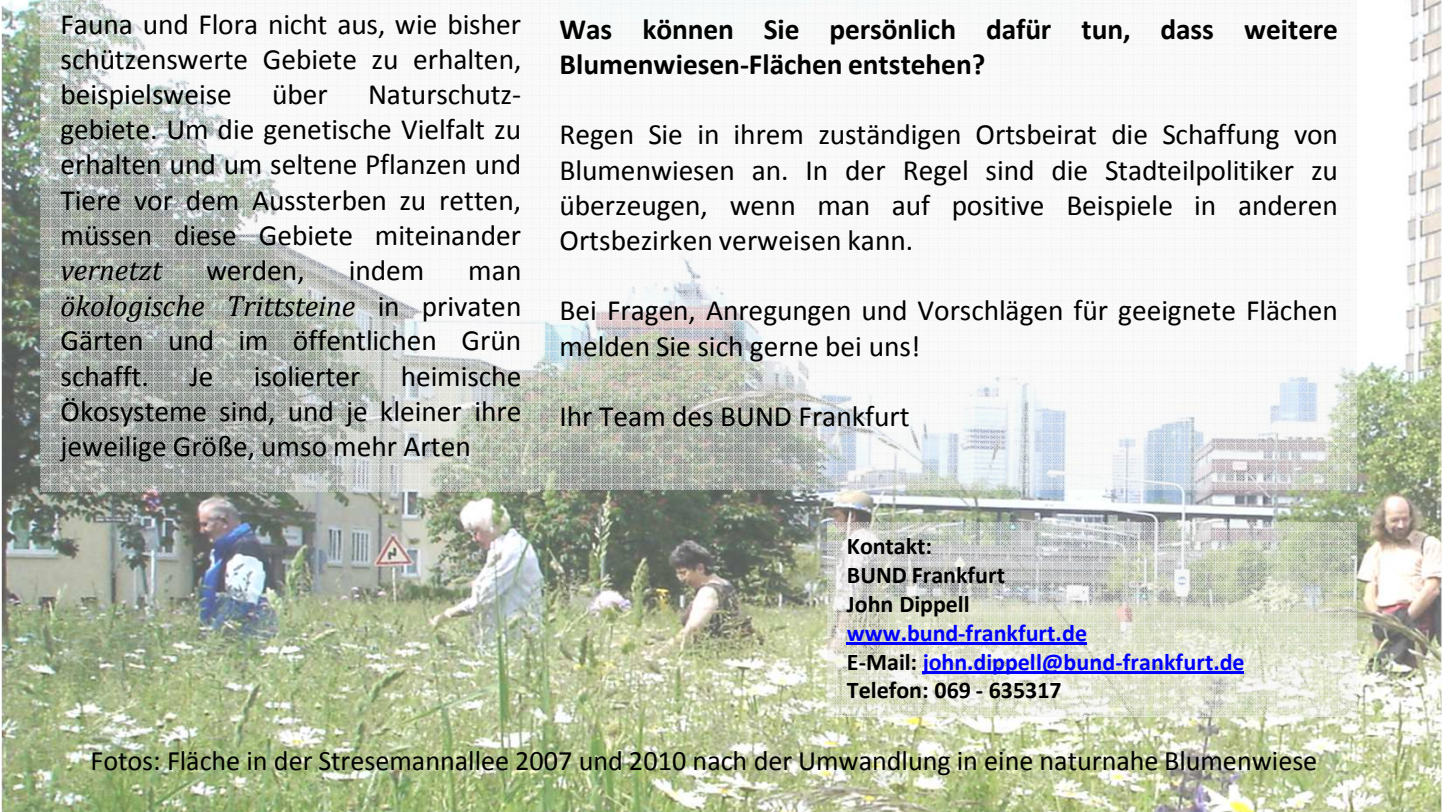 Fauna und Flora nicht aus, wie bisher
schützenswerte Gebiete zu erhalten,
beispielsweise über Naturschutz-
gebiete. Um die genetische Vielfalt zu
erhalten und um seltene Pflanzen und
Tiere vor dem Aussterben zu retten,
müssen diese Gebiete miteinander
vernetzt werden, indem man
ökologische Trittsteine in privaten
Gärten und im öffentlichen Grün
schafft. Je isolierter heimische
Ökosysteme sind, und je kleiner ihre
jeweilige Größe, umso mehr Arten
Was können Sie persönlich dafür tun, dass weitere
Blumenwiesen-Flächen entstehen?
Regen Sie in ihrem zuständigen Ortsbeirat die Schaffung von
Blumenwiesen an. In der Regel sind die Stadteilpolitiker zu
überzeugen, wenn man auf positive Beispiele in anderen
Ortsbezirken verweisen kann.
Bei Fragen, Anregungen und Vorschlägen für geeignete Flächen
melden Sie sich gerne bei uns!
Ihr Team des BUND Frankfurt
Kontakt:
BUND Frankfurt
John Dippell
www.bund-frankfurt.de
E-Mail: john.dippell@bund-frankfurt.de
Telefon: 069 - 635317
Fotos: Fläche in der Stresemannallee 2007 und 2010 nach der Umwandlung in eine naturnahe Blumenwiese